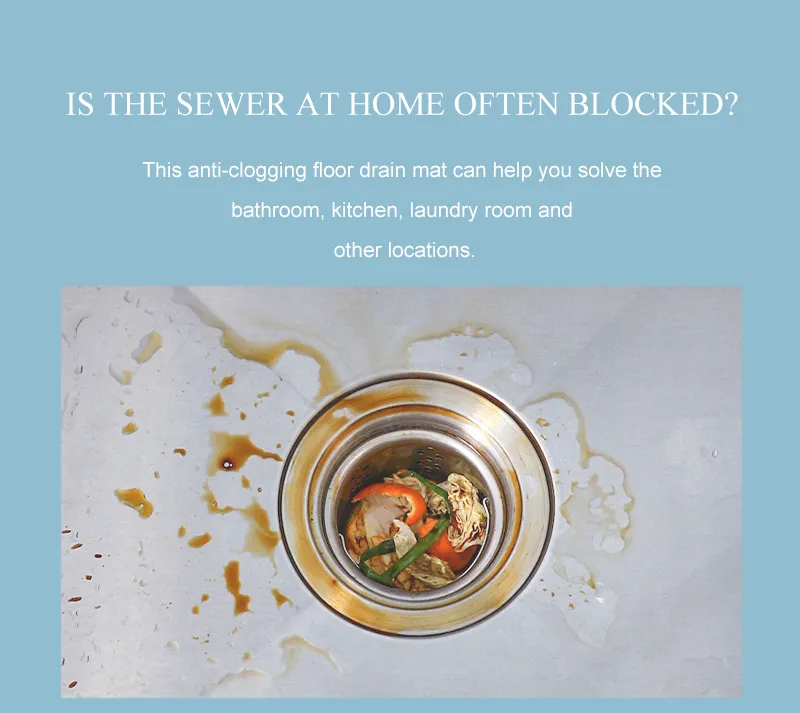 IS THE SEWER AT HOME OFTEN BLOCKED?
This anti-clogging floor drain mat can help you solve the
bathroom, kitchen, laundry room and
other locations.